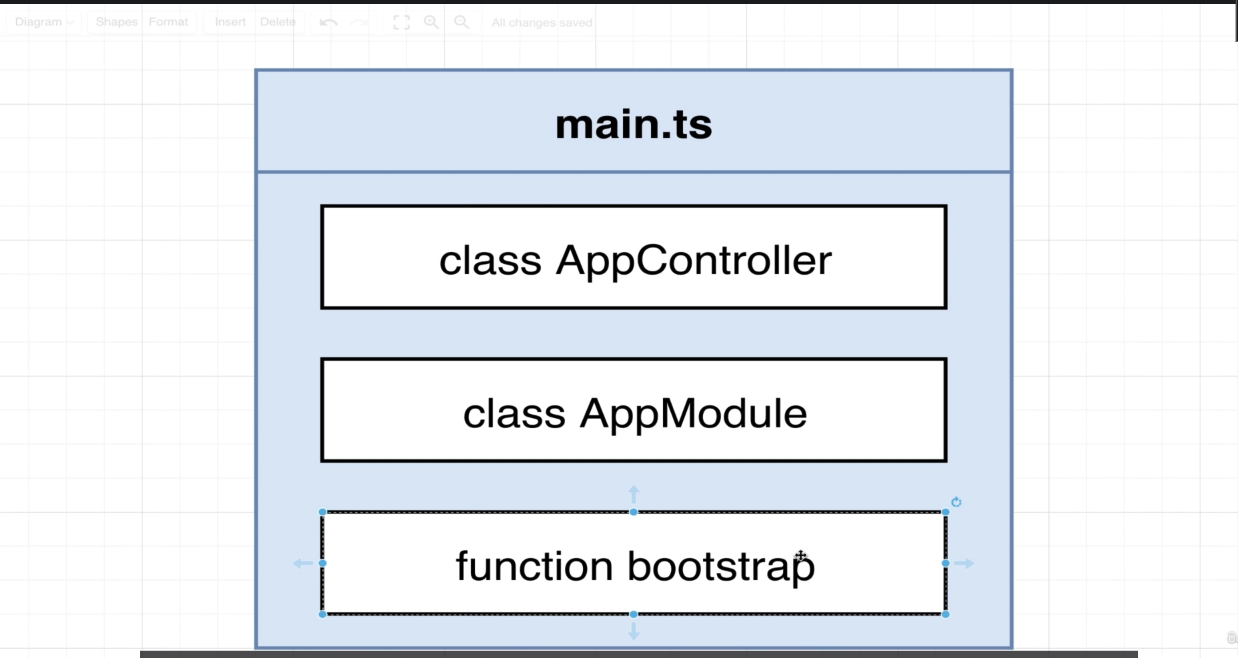 Diagram Shapes Format Insert Delete All changes saved
main.ts
class AppController
class AppModule
function bootstrap